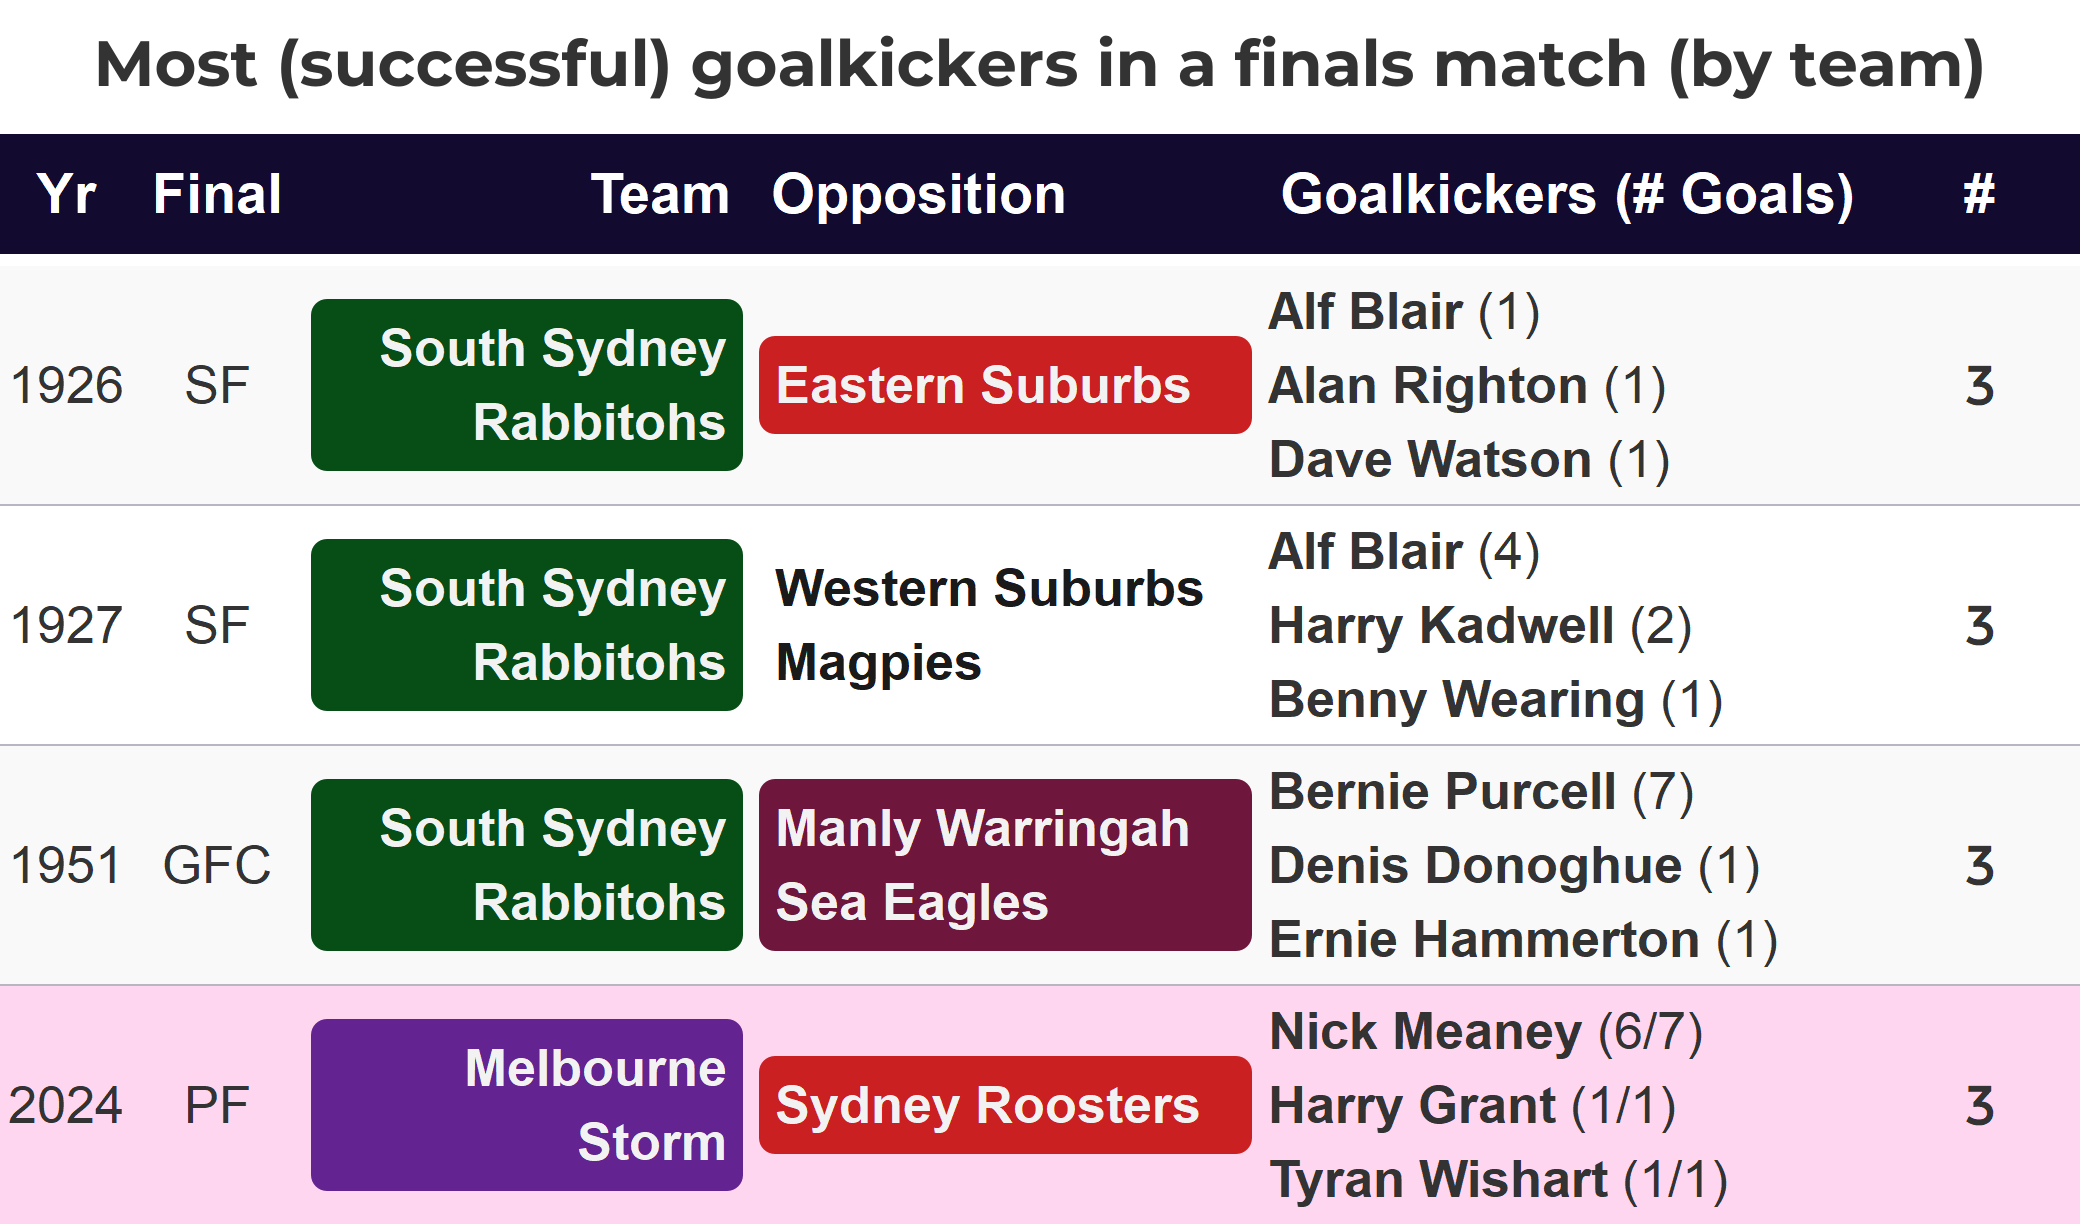 Most (successful) goalkickers in a finals match (by team)
Yr Final Team Opposition Goalkickers (# Goals) #
1926 SF South Sydney Rabbitohs Eastern Suburbs Alf Blair (1) Alan Righton (1) Dave Watson (1) 3
1927 SF South Sydney Rabbitohs Western Suburbs Magpies Alf Blair (4) Harry Kadwell (2) Benny Wearing (1) 3
1951 GFC South Sydney Rabbitohs Manly Warringah Sea Eagles Bernie Purcell (7) Denis Donoghue (1) Ernie Hammerton (1) 3
2024 PF Melbourne Storm Sydney Roosters Nick Meaney (6/7) Harry Grant (1/1) Tyran Wishart (1/1) 3